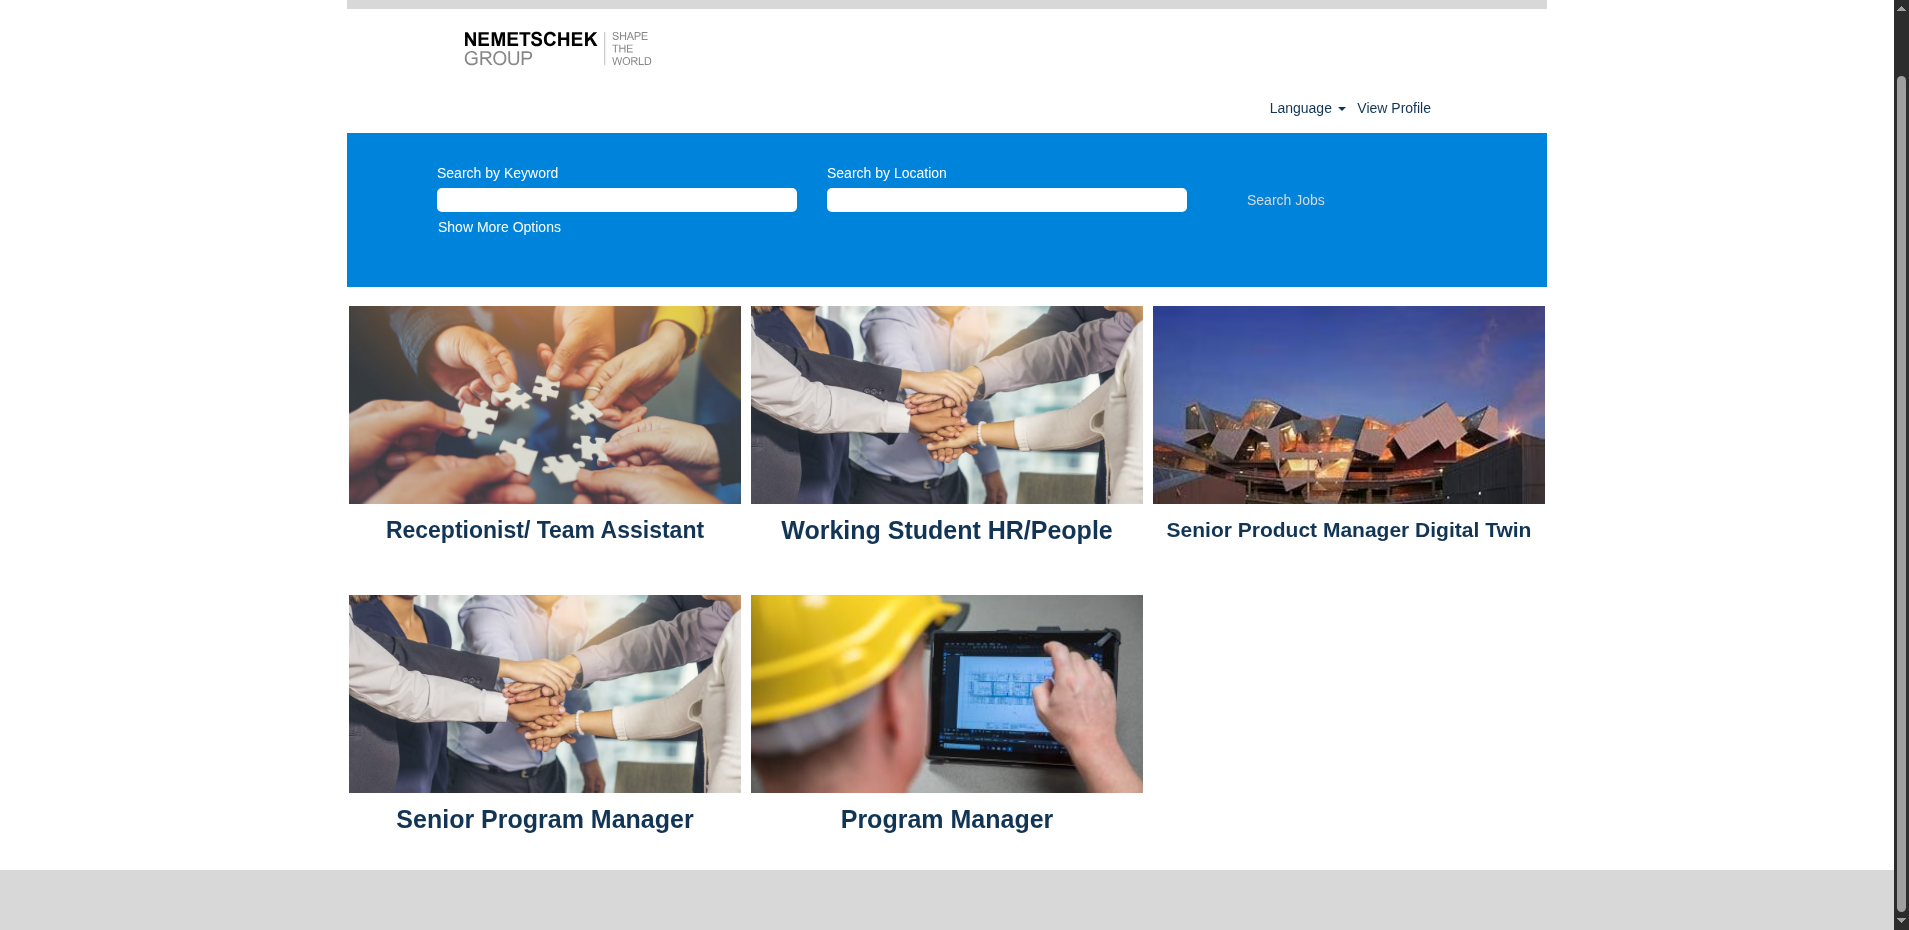 NEMETSCHEK
GROUP
SHAPE
THE
WORLD
Language
View Profile
Search by Keyword
Search by Location
Search Jobs
Show More Options
Receptionist/ Team Assistant
Working Student HR/People
Senior Product Manager Digital Twin
Senior Program Manager
Program Manager